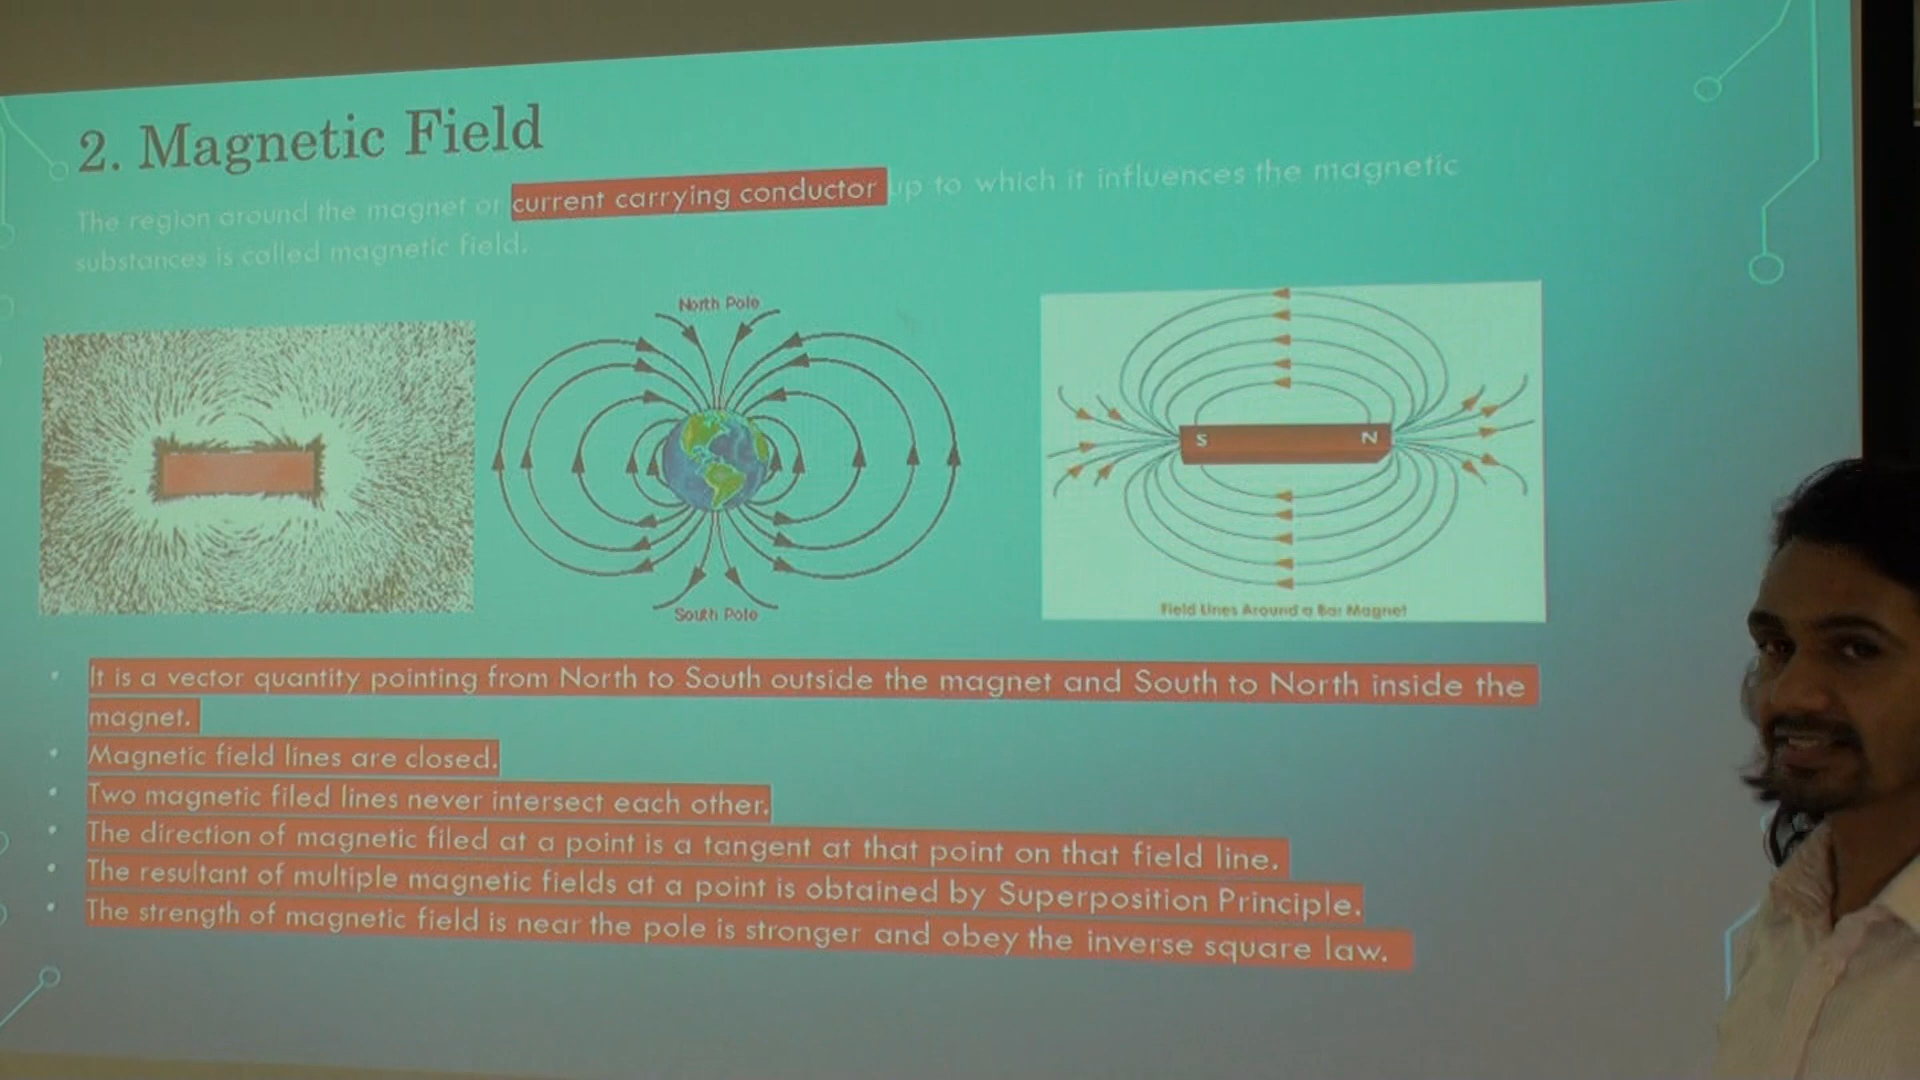 2. Magnetic Field
The region around the magnet or current carrying conductor up to which it influences the magnetic
substances is called magnetic field.
North Pole
South Pole
S
N
Field Lines Around a Bar Magnet
It is a vector quantity pointing from North to South outside the magnet and South to North inside the
magnet.
Magnetic field lines are closed.
Two magnetic filed lines never intersect each other.
The direction of magnetic filed at a point is a tangent at that point on that field line.
The resultant of multiple magnetic fields at a point is obtained by Superposition Principle.
The strength of magnetic field is near the pole is stronger and obey the inverse square law.